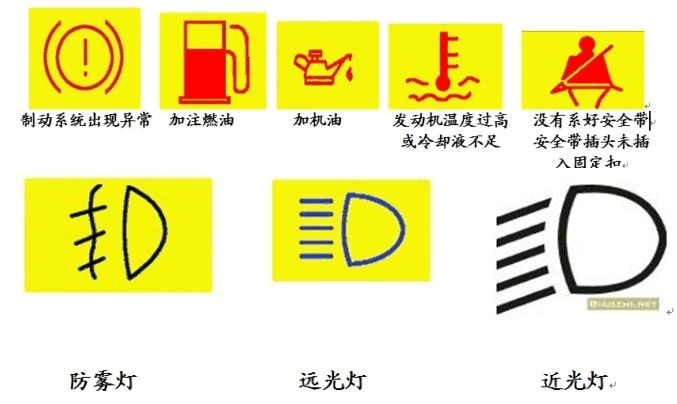 制动系统出现异常
加注燃油
加机油
发动机温度过高
或冷却液不足
没有系好安全带
安全带插头未插
入固定扣
BIAOZHI.NET
防雾灯
远光灯
近光灯